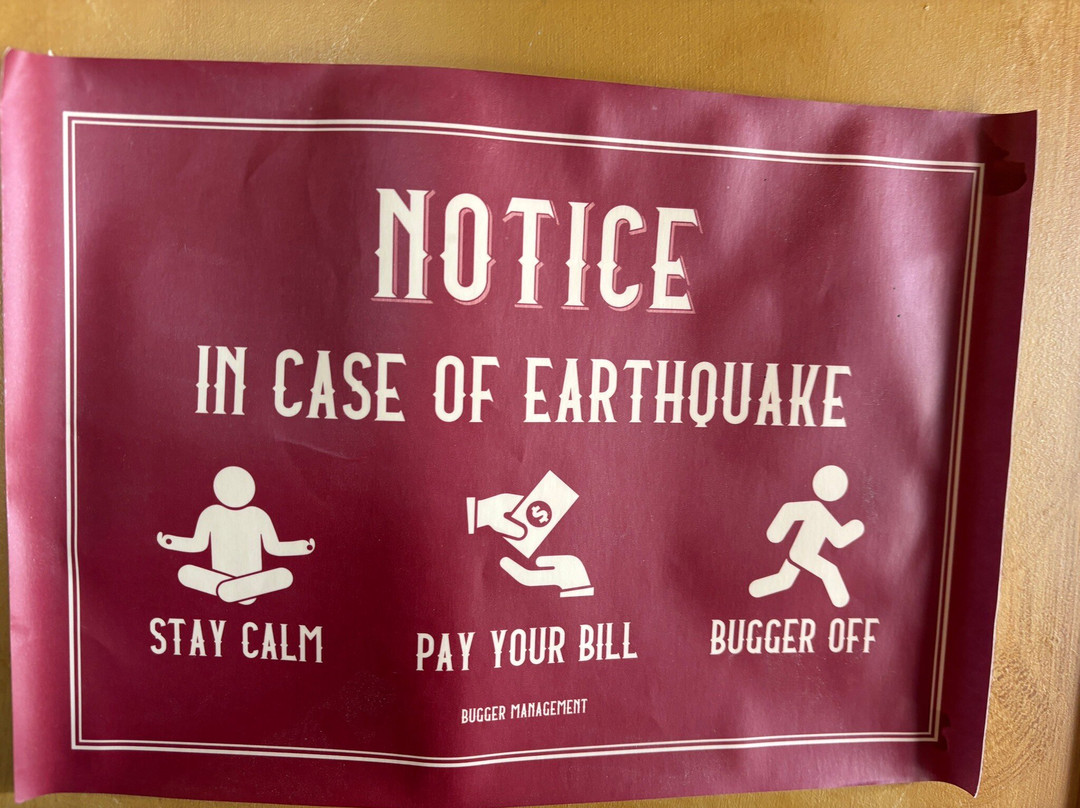 NOTICE
IN CASE OF EARTHQUAKE
$
STAY CALM
PAY YOUR BILL
BUGGER OFF
BUGGER MANAGEMENT